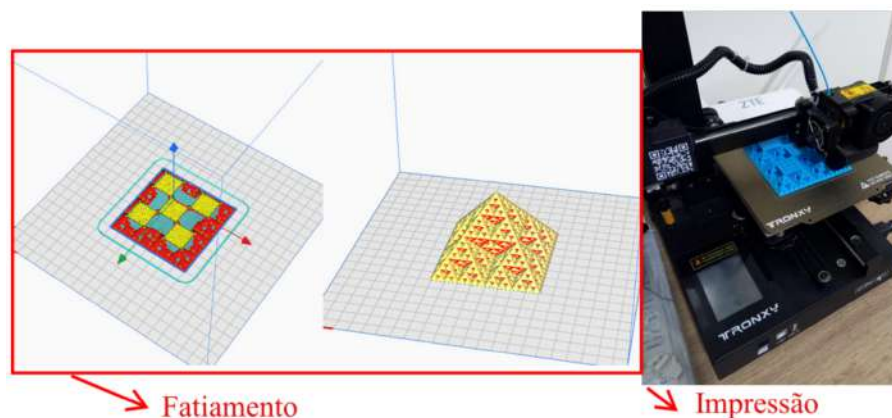 ZTE
TRONXY
TRONXY
Fatiamento
Impressão